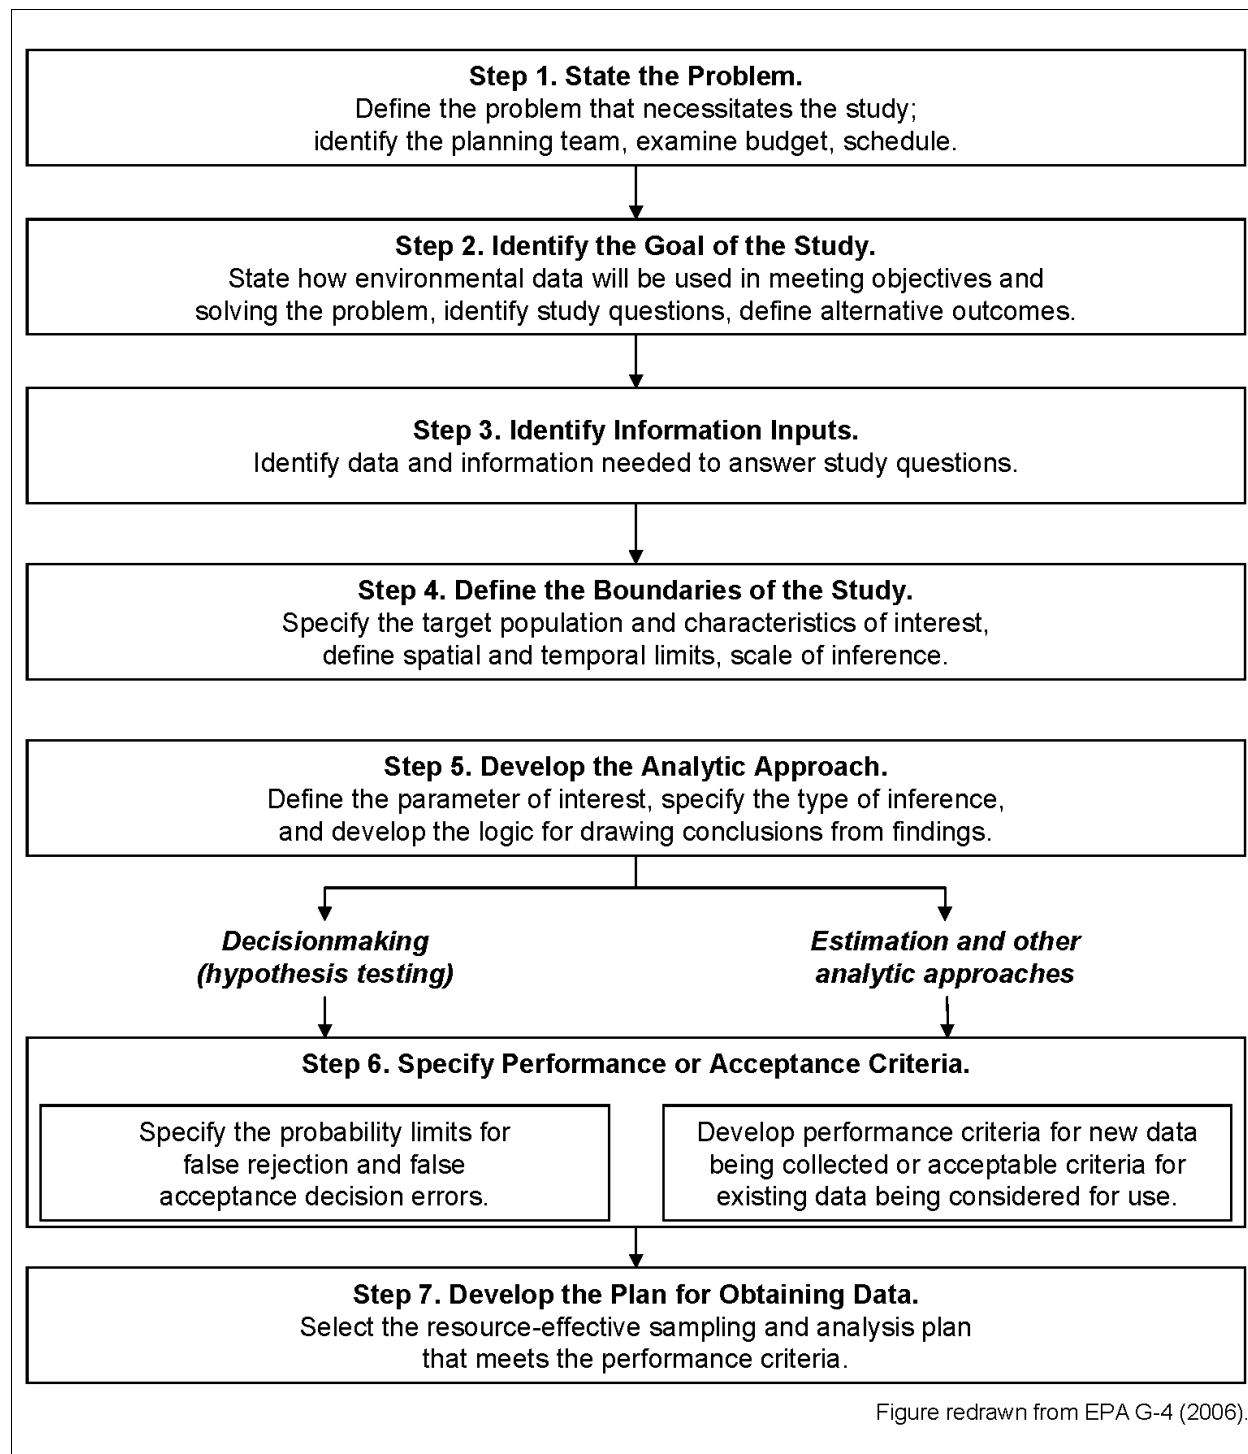 Step 1. State the Problem.
Define the problem that necessitates the study;
identify the planning team, examine budget, schedule.
Step 2. Identify the Goal of the Study.
State how environmental data will be used in meeting objectives and
solving the problem, identify study questions, define alternative outcomes.
Step 3. Identify Information Inputs.
Identify data and information needed to answer study questions.
Step 4. Define the Boundaries of the Study.
Specify the target population and characteristics of interest,
define spatial and temporal limits, scale of inference.
Step 5. Develop the Analytic Approach.
Define the parameter of interest, specify the type of inference,
and develop the logic for drawing conclusions from findings.
Decisionmaking
(hypothesis testing)
Estimation and other
analytic approaches
Step 6. Specify Performance or Acceptance Criteria.
Specify the probability limits for
false rejection and false
acceptance decision errors.
Develop performance criteria for new data
being collected or acceptable criteria for
existing data being considered for use.
Step 7. Develop the Plan for Obtaining Data.
Select the resource-effective sampling and analysis plan
that meets the performance criteria.
Figure redrawn from EPA G-4 (2006).